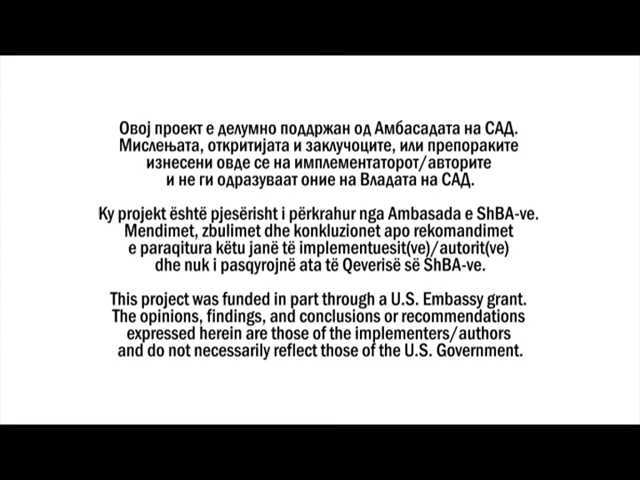 Овој проект е делумно поддржан од Амбасадата на САД.
Мислењата, откритијата и заклучоците, или препораките
изнесени овде се на имплементаторот/авторите
и не ги одразуваат оние на Владата на САД.
Ky projekt është pjesërisht i përkrahur nga Ambasada e ShBA-ve.
Mendimet, zbulimet dhe konkluzionet apo rekomandimet
e paraqitura këtu janë të implementuesit(ve)/autorit(ve)
dhe nuk i pasqyrojnë ata të Qeverisë së ShBA-ve.
This project was funded in part through a U.S. Embassy grant.
The opinions, findings, and conclusions or recommendations
expressed herein are those of the implementers/authors
and do not necessarily reflect those of the U.S. Government.